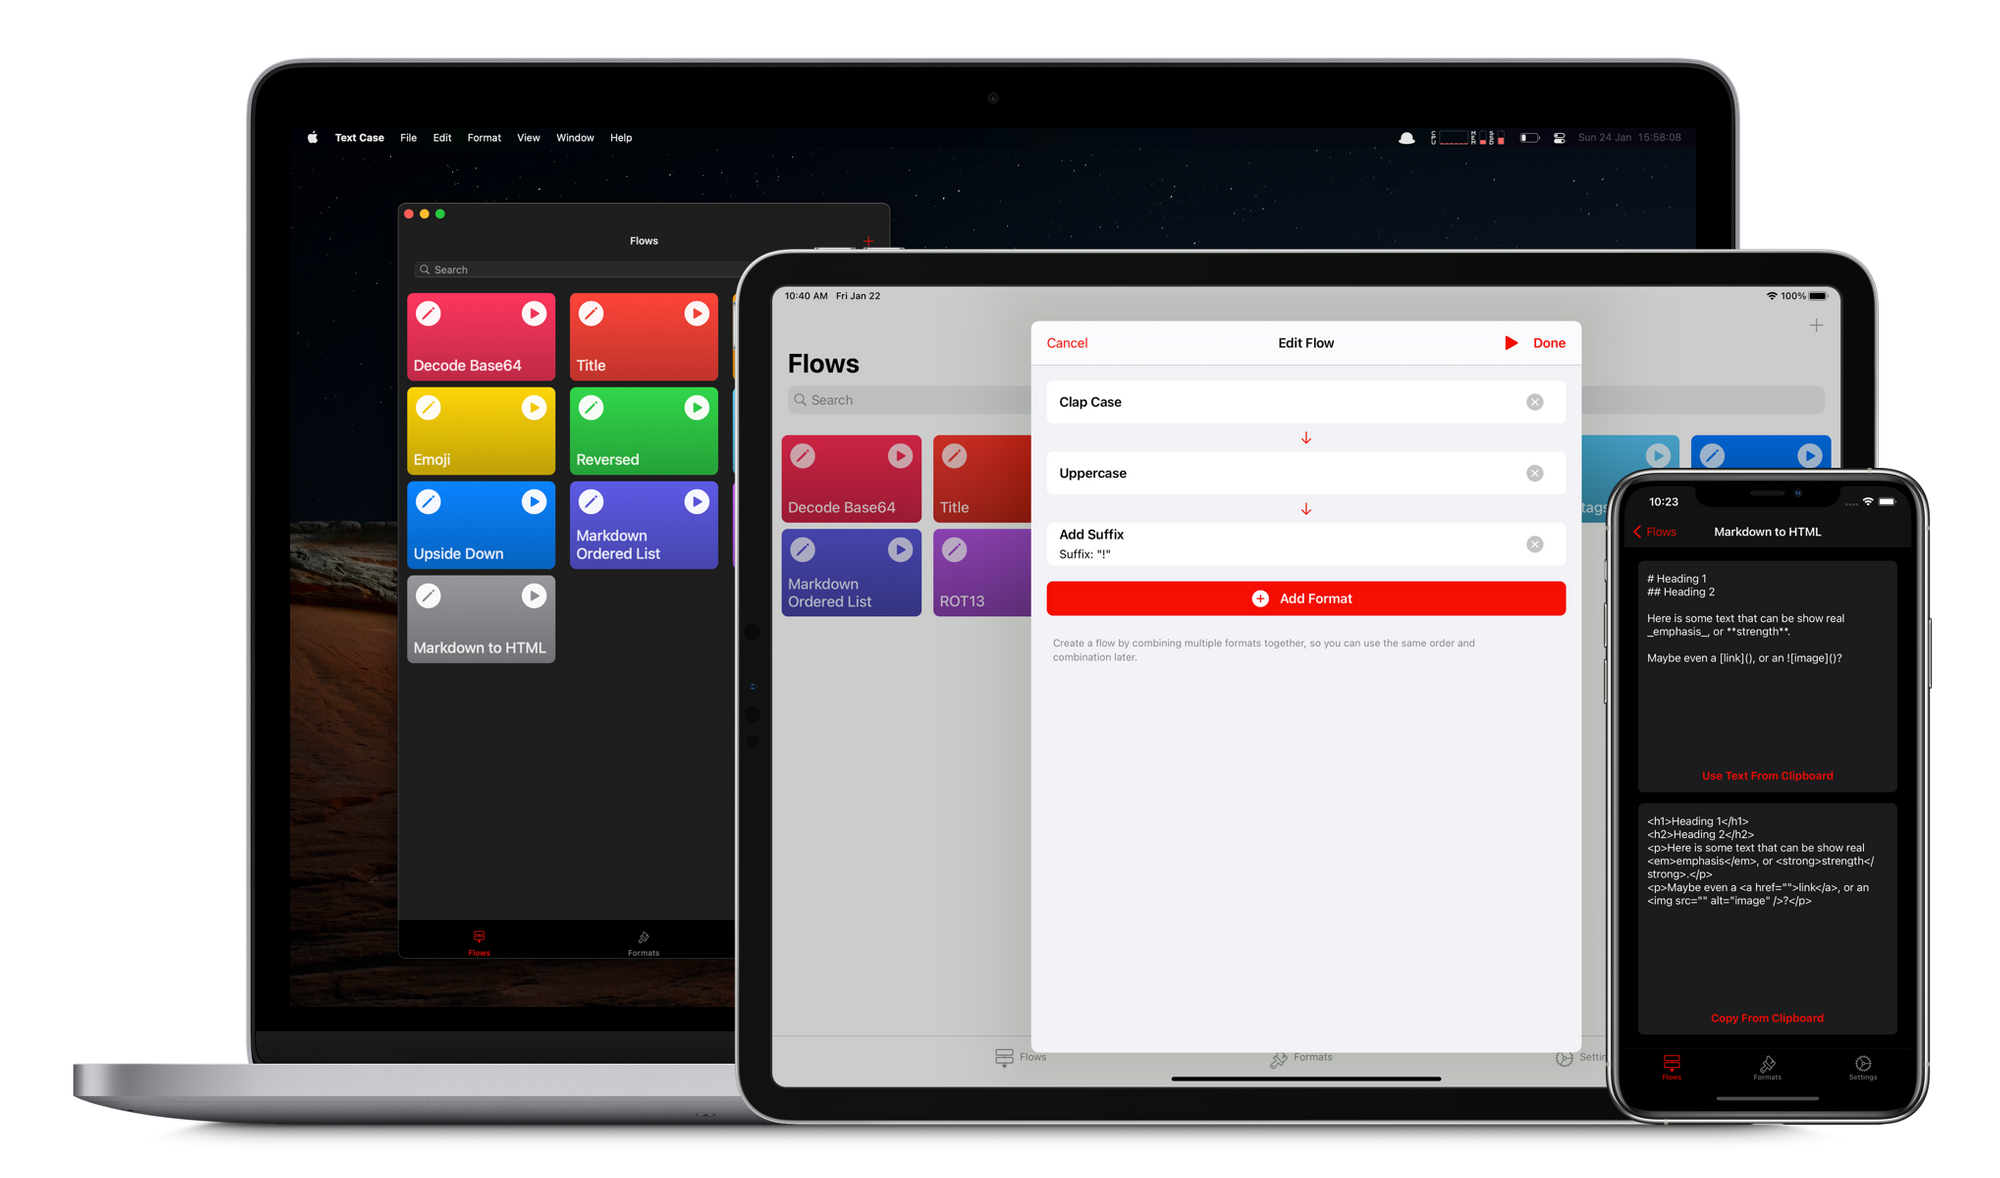 Text Case File Edit Format View Window Help
Sun 24 Jan 15:58:08
Flows
Search
Decode Base64
Title
Emoji
Reversed
Upside Down
Markdown
Ordered List
Markdown to HTML
Flows
Formats
10:40 AM Fri Jan 22
100%
Flows
Search
Decode Base64
Title
tags
Markdown
Ordered List
ROT13
Cancel
Edit Flow
Done
Clap Case
Uppercase
Add Suffix
Suffix: "!"
Add Format
Create a flow by combining multiple formats together, so you can use the same order and
combination later.
Flows
Formats
Settin
10:23
Flows
Markdown to HTML
# Heading 1
## Heading 2
Here is some text that can be show real
_emphasis_, or **strength**.
Maybe even a [link](), or an ![image]()?
Use Text From Clipboard
<h1>Heading 1</h1>
<h2>Heading 2</h2>
<p>Here is some text that can be show real
<em>emphasis</em>, or <strong>strength</
strong>.</p>
<p>Maybe even a <a href="">link</a>, or an
<img src="" alt="image" />?</p>
Copy From Clipboard
Flows
Formats
Settings